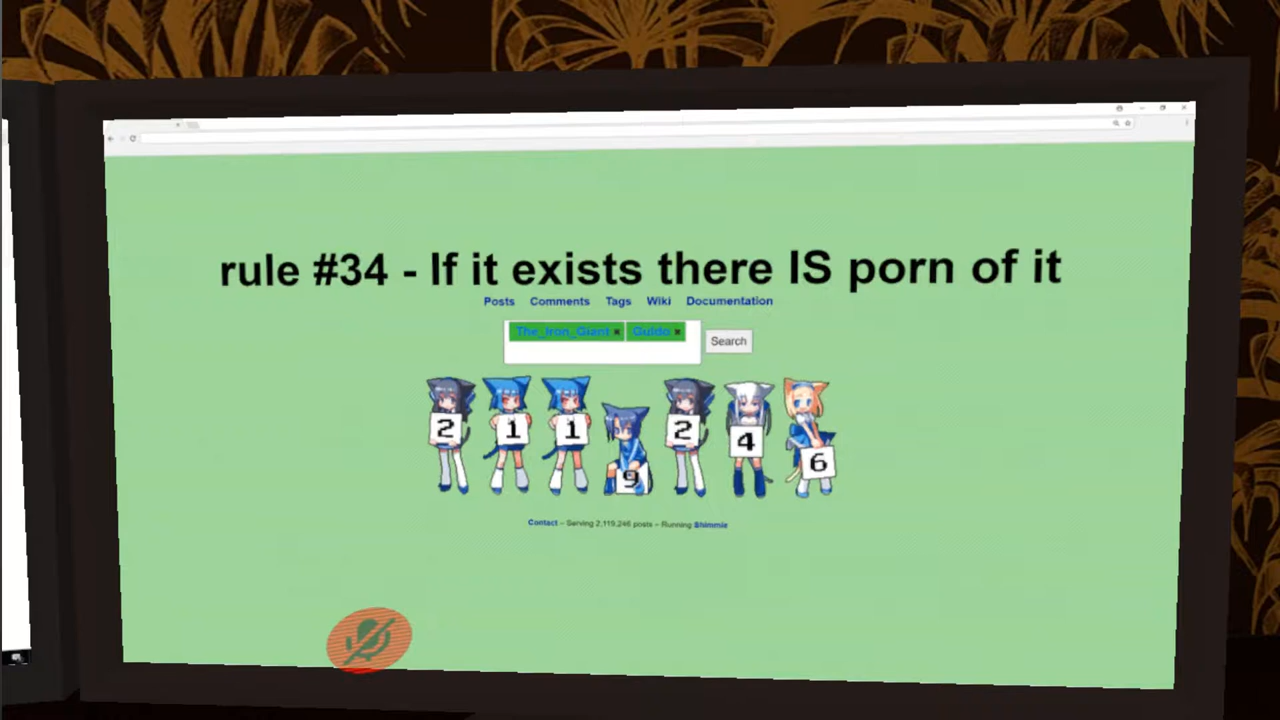 rule #34 - If it exists there IS porn of it
Posts Comments Tags Wiki Documentation
The_Iron_Giant × Guido ×
Search
2 1 1 9 2 4 6
Contact – Serving 2,119,246 posts – Running Shimmie